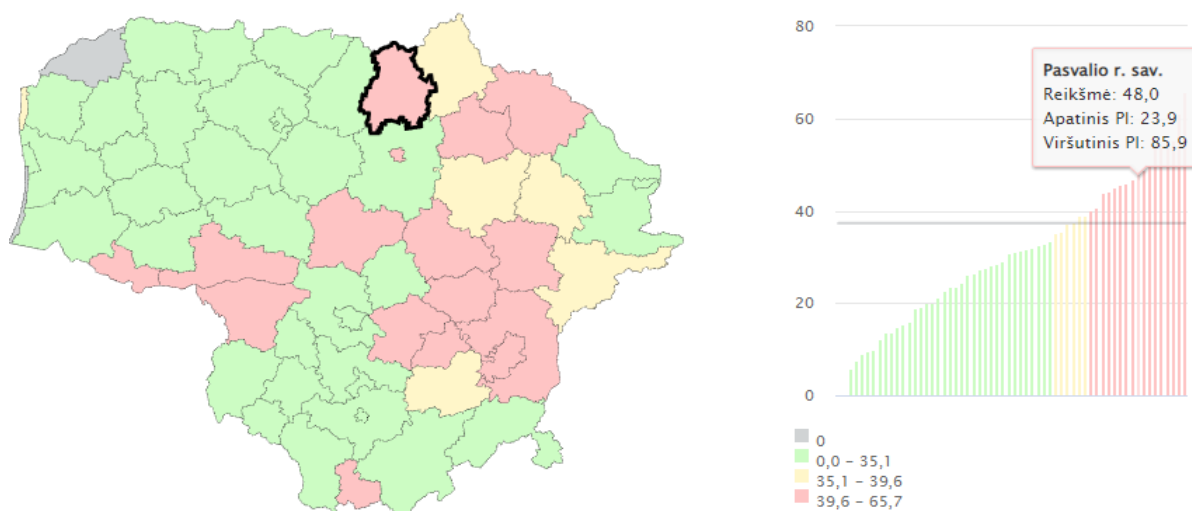 80
Pasvalio r. sav.
Reikšmė: 48,0
Apatinis PI: 23,9
Viršutinis PI: 85,9
60
40
20
0
0
0,0 – 35,1
35,1 – 39,6
39,6 – 65,7